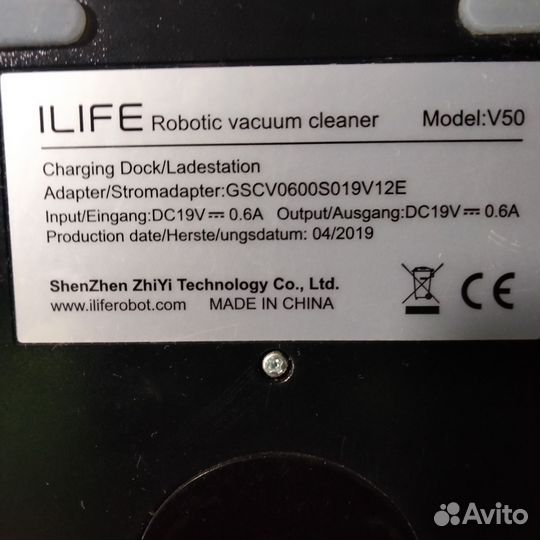 ILIFE Robotic vacuum cleaner Model:V50
Charging Dock/Ladestation
Adapter/Stromadapter:GSCV0600S019V12E
Input/Eingang:DC19V⎓0.6A Output/Ausgang:DC19V⎓0.6A
Production date/Herste/ungsdatum: 04/2019
ShenZhen ZhiYi Technology Co., Ltd.
www.iliferobot.com MADE IN CHINA
CE
Avito